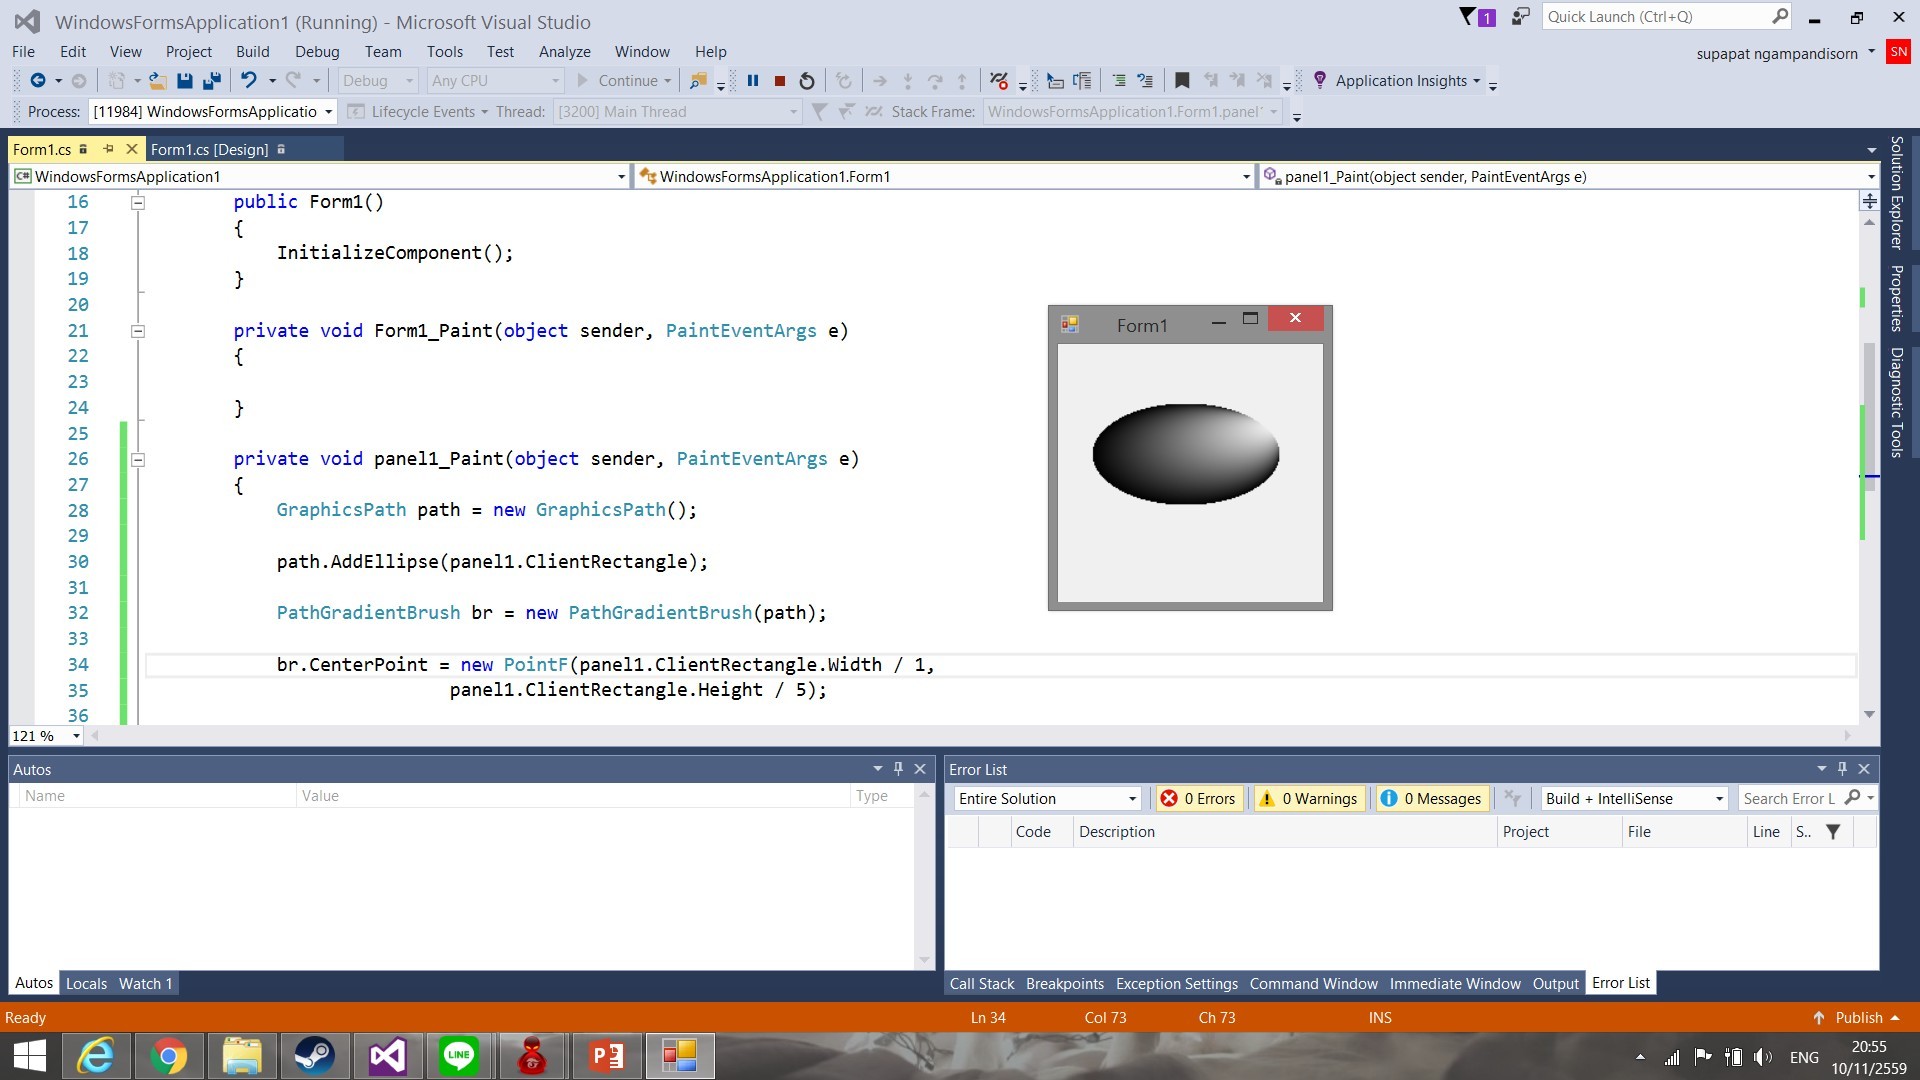 WindowsFormsApplication1 (Running) - Microsoft Visual Studio
1
Quick Launch (Ctrl+Q)
File Edit View Project Build Debug Team Tools Test Analyze Window Help
supapat ngampandisorn SN
Debug Any CPU Continue Application Insights
Process: [11984] WindowsFormsApplicatio Lifecycle Events Thread: [3200] Main Thread Stack Frame: WindowsFormsApplication1.Form1.panel1
Form1.cs Form1.cs [Design]
C# WindowsFormsApplication1 WindowsFormsApplication1.Form1 panel1_Paint(object sender, PaintEventArgs e)
16 public Form1()
17 {
18 InitializeComponent();
19 }
20
21 private void Form1_Paint(object sender, PaintEventArgs e)
22 {
23
24 }
25
26 private void panel1_Paint(object sender, PaintEventArgs e)
27 {
28 GraphicsPath path = new GraphicsPath();
29
30 path.AddEllipse(panel1.ClientRectangle);
31
32 PathGradientBrush br = new PathGradientBrush(path);
33
34 br.CenterPoint = new PointF(panel1.ClientRectangle.Width / 1,
35 panel1.ClientRectangle.Height / 5);
36
121 %
Form1
Solution Explorer
Properties
Diagnostic Tools
Autos
Name Value Type
Autos Locals Watch 1
Error List
Entire Solution 0 Errors 0 Warnings 0 Messages Build + IntelliSense Search Error L
Code Description Project File Line S..
Call Stack Breakpoints Exception Settings Command Window Immediate Window Output Error List
Ready Ln 34 Col 73 Ch 73 INS Publish
LINE
P
ENG
20:55
10/11/2559